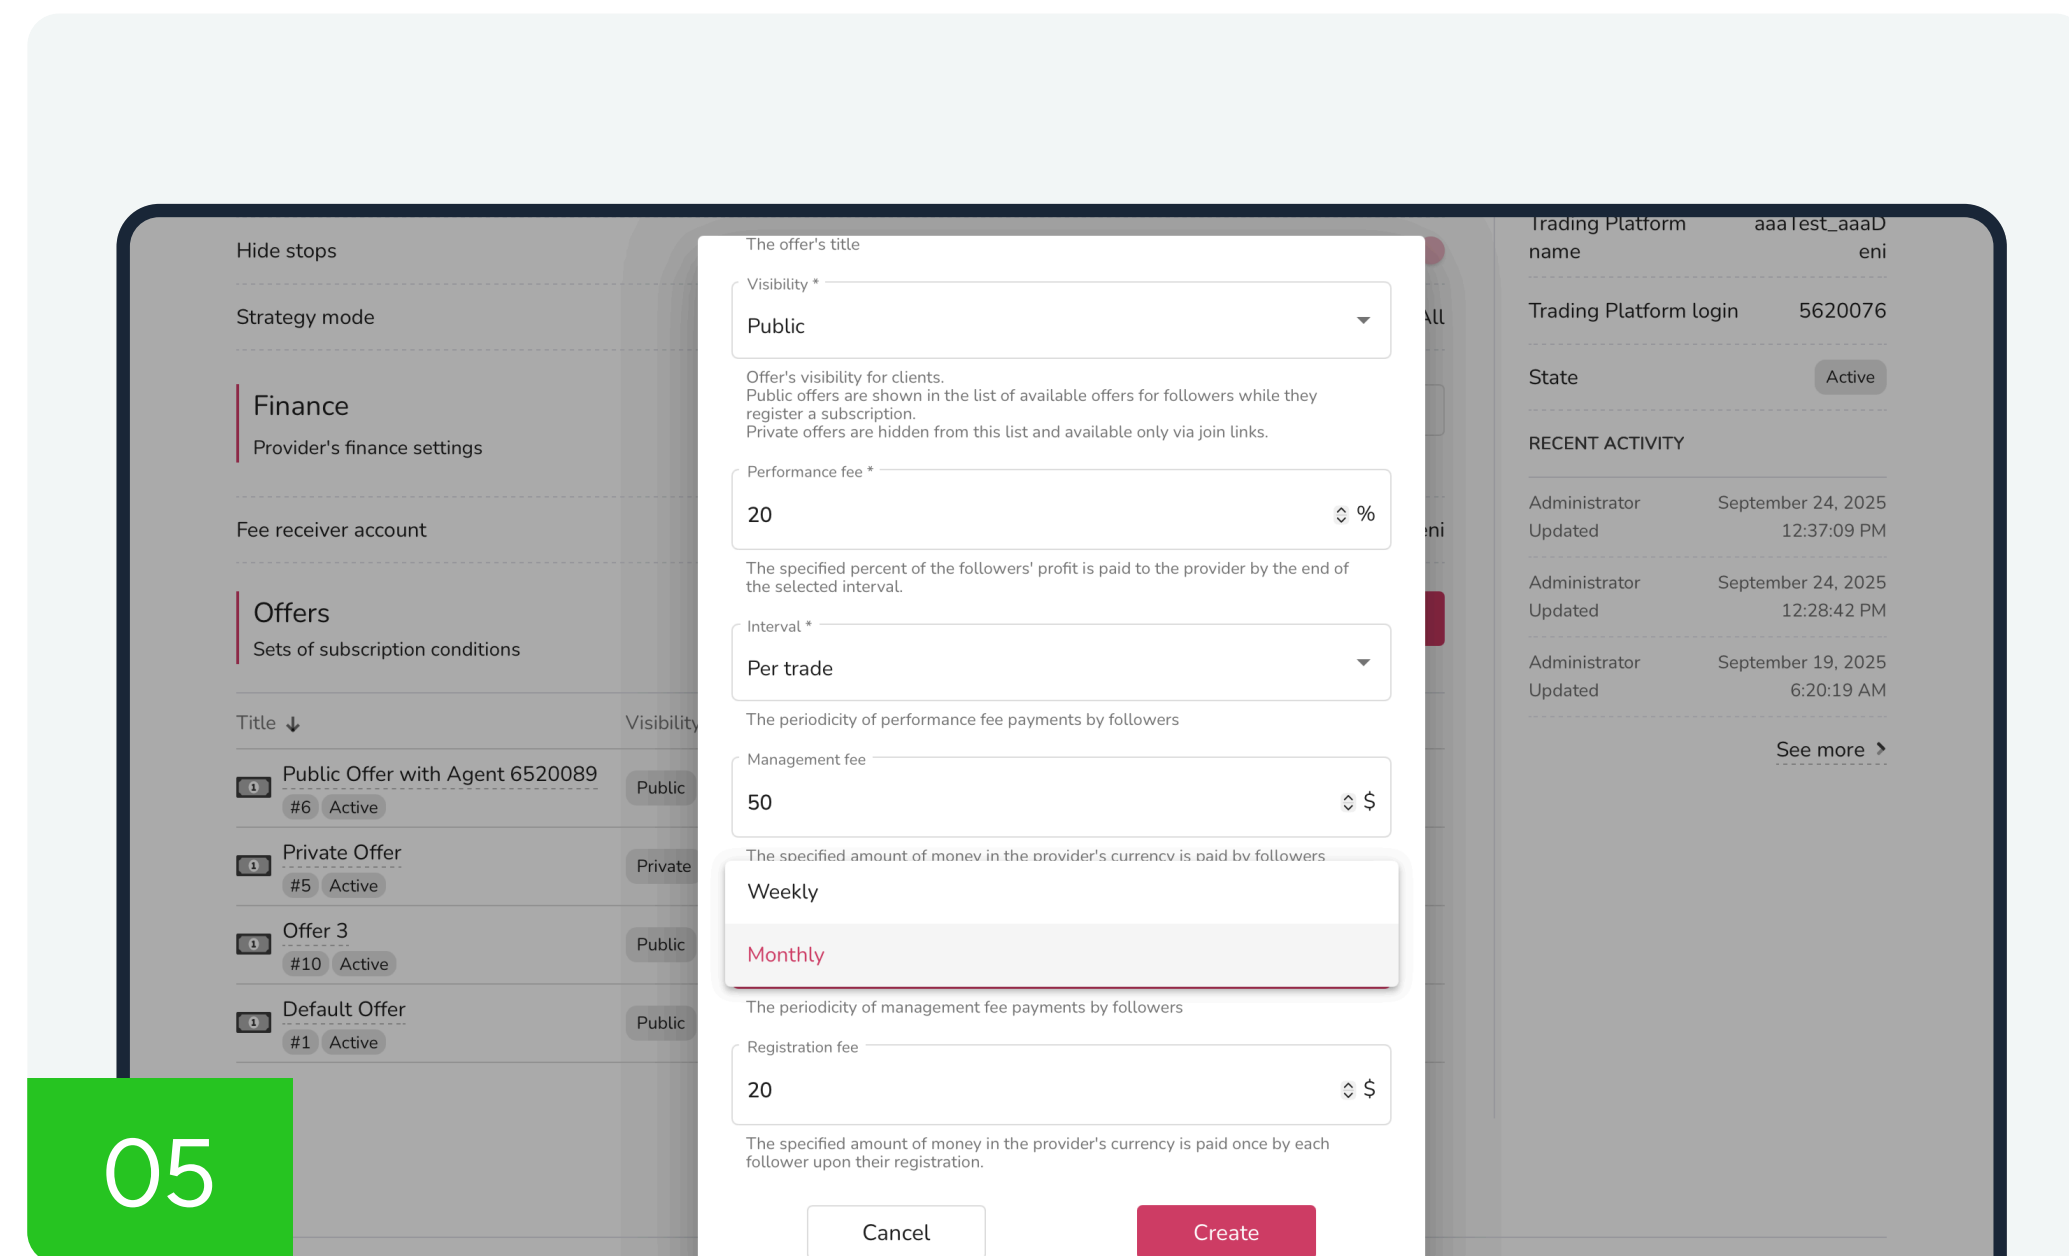 Hide stops
Strategy mode
All
Finance
Provider's finance settings
Fee receiver account
eni
Offers
Sets of subscription conditions
Title
Visibility
Public Offer with Agent 6520089
#6 Active
Public
Private Offer
#5 Active
Private
Offer 3
#10 Active
Public
Default Offer
#1 Active
Public
The offer's title
Visibility *
Public
Offer's visibility for clients.
Public offers are shown in the list of available offers for followers while they
register a subscription.
Private offers are hidden from this list and available only via join links.
Performance fee *
20 %
The specified percent of the followers' profit is paid to the provider by the end of
the selected interval.
Interval *
Per trade
The periodicity of performance fee payments by followers
Management fee
50 $
The specified amount of money in the provider's currency is paid by followers
Weekly
Monthly
The periodicity of management fee payments by followers
Registration fee
20 $
The specified amount of money in the provider's currency is paid once by each
follower upon their registration.
Cancel
Create
Trading Platform aaaTest_aaaD
name eni
Trading Platform login 5620076
State Active
RECENT ACTIVITY
Administrator September 24, 2025
Updated 12:37:09 PM
Administrator September 24, 2025
Updated 12:28:42 PM
Administrator September 19, 2025
Updated 6:20:19 AM
See more
05